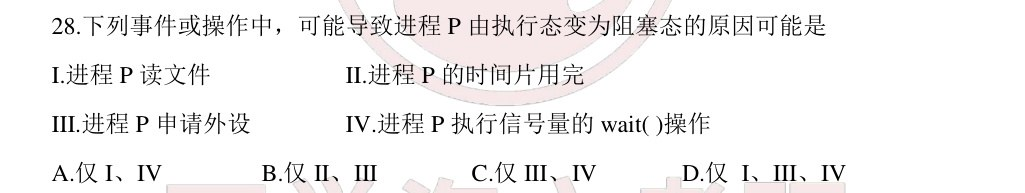 28.下列事件或操作中，可能导致进程 P 由执行态变为阻塞态的原因可能是
I.进程 P 读文件 II.进程 P 的时间片用完
III.进程 P 申请外设 IV.进程 P 执行信号量的 wait( )操作
A.仅 I、IV B.仅 II、III C.仅 III、IV D.仅 I、III、IV